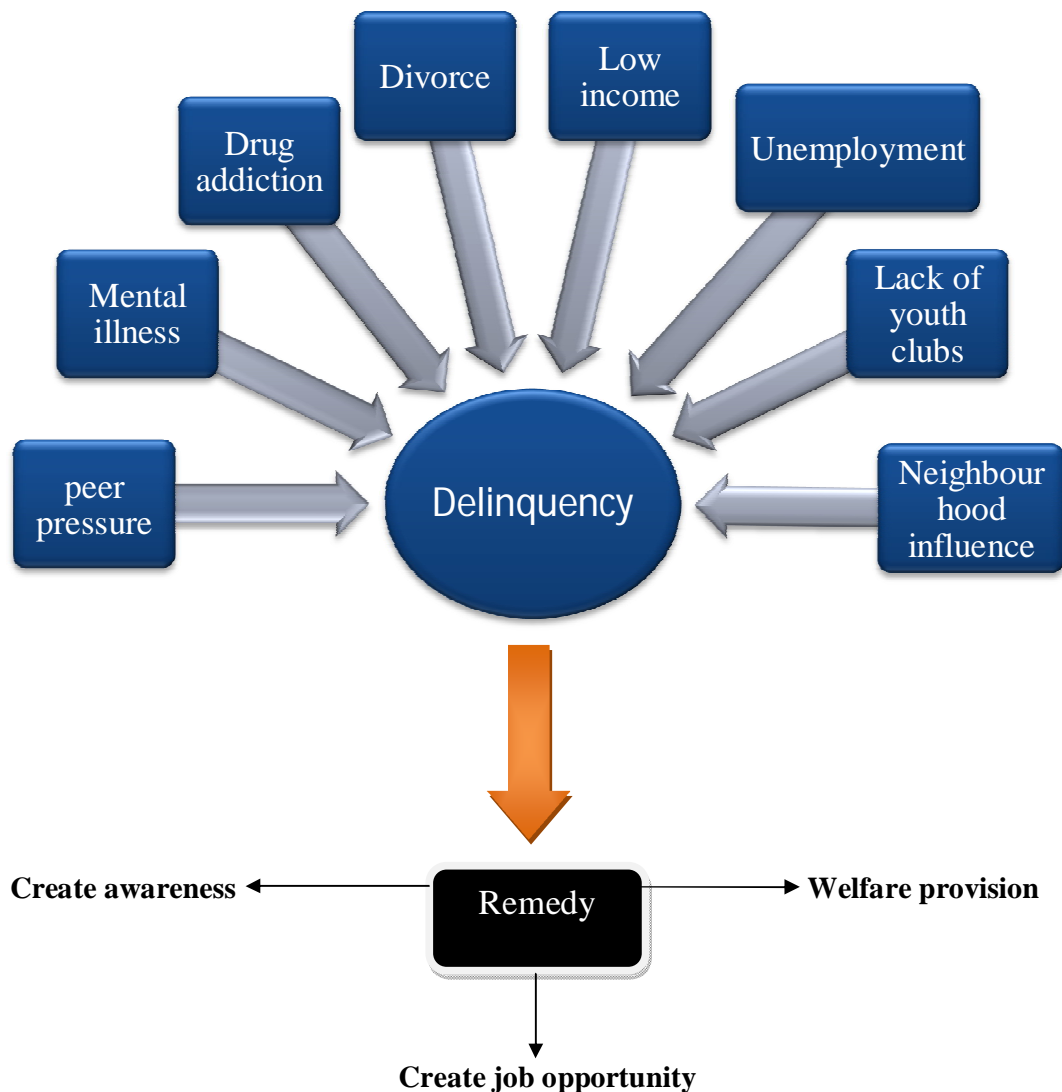 Divorce
Low
income
Drug
addiction
Unemployment
Mental
illness
Lack of
youth
clubs
peer
pressure
Delinquency
Neighbour
hood
influence
Create awareness
Remedy
Welfare provision
Create job opportunity